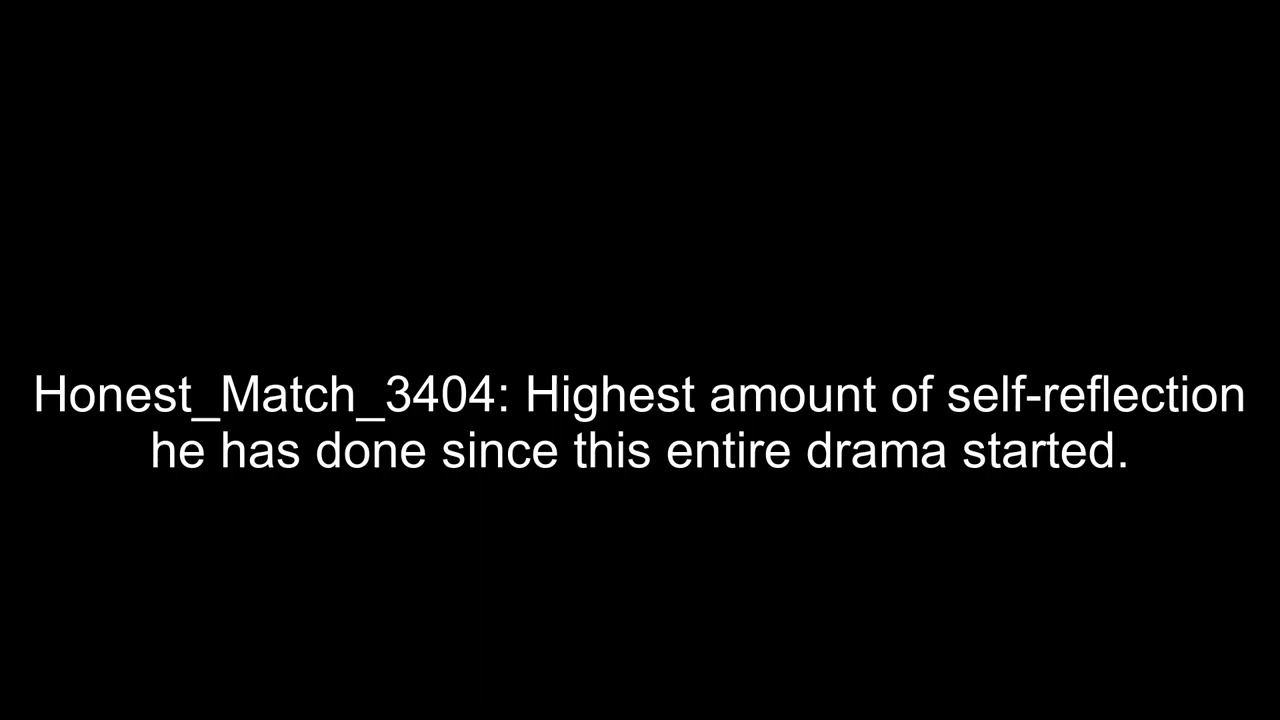 Honest_Match_3404: Highest amount of self-reflection
he has done since this entire drama started.